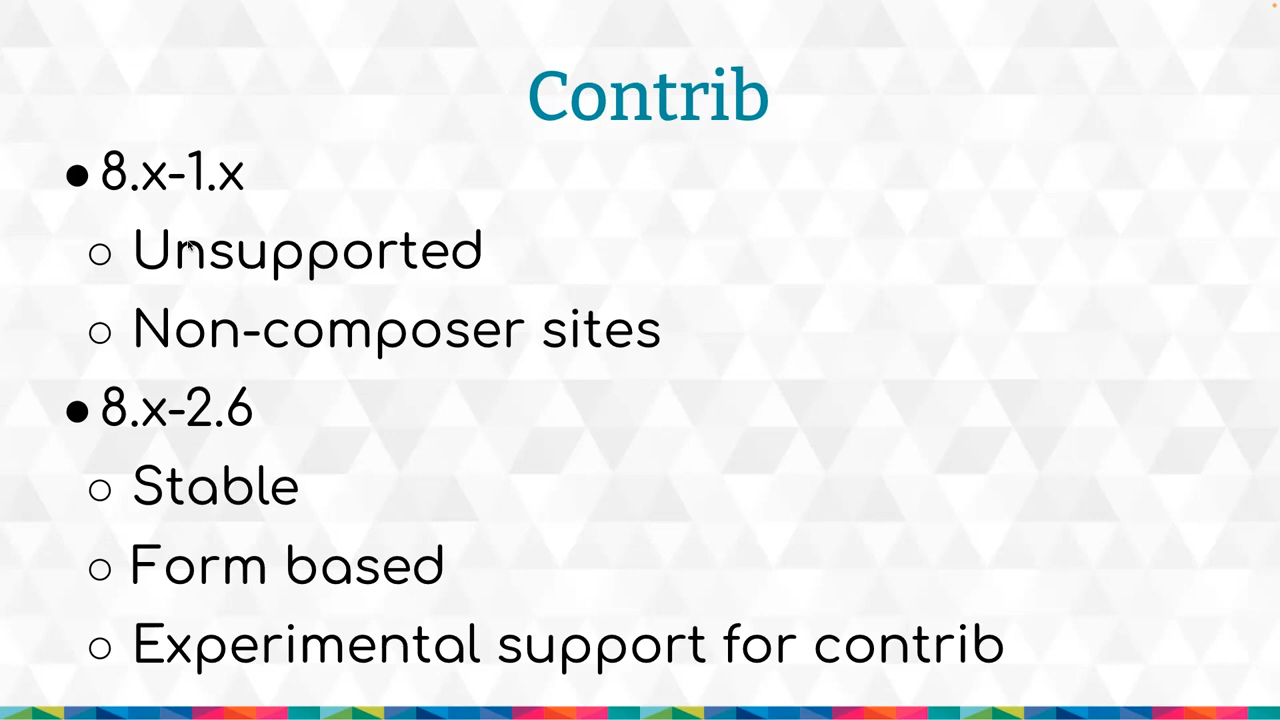 Contrib
● 8.x-1.x
○ Unsupported
○ Non-composer sites
● 8.x-2.6
○ Stable
○ Form based
○ Experimental support for contrib